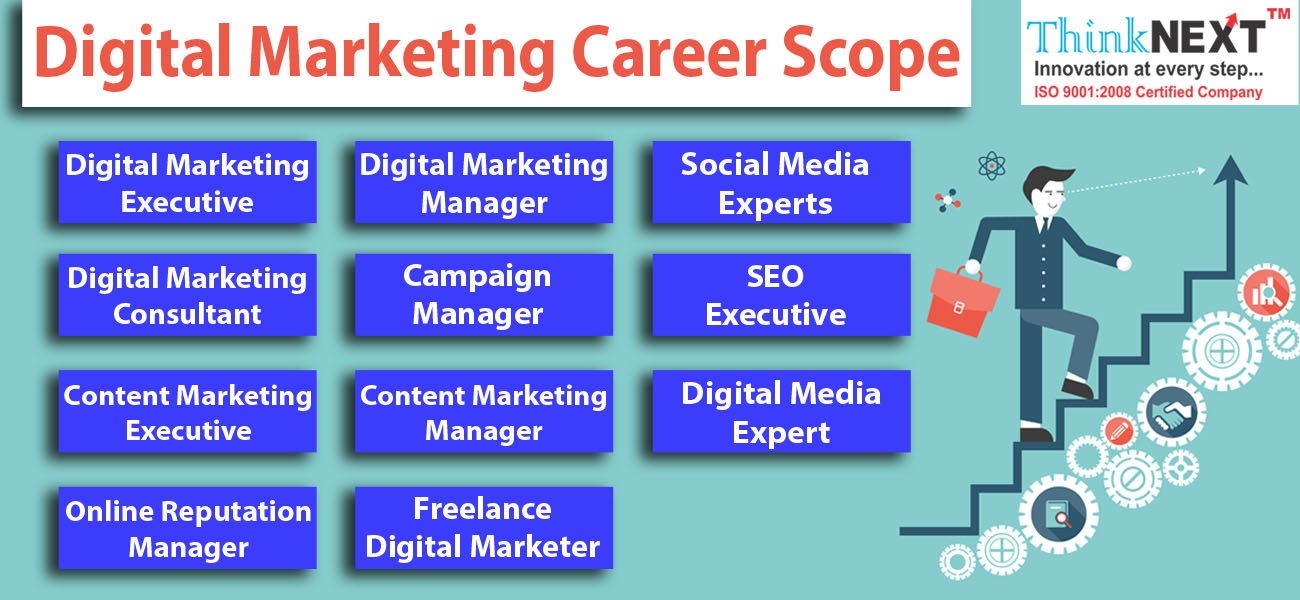 Digital Marketing Career Scope
ThinkNEXT™
Innovation at every step...
ISO 9001:2008 Certified Company
Digital Marketing
Executive
Digital Marketing
Manager
Social Media
Experts
Digital Marketing
Consultant
Campaign
Manager
SEO
Executive
Content Marketing
Executive
Content Marketing
Manager
Digital Media
Expert
Online Reputation
Manager
Freelance
Digital Marketer